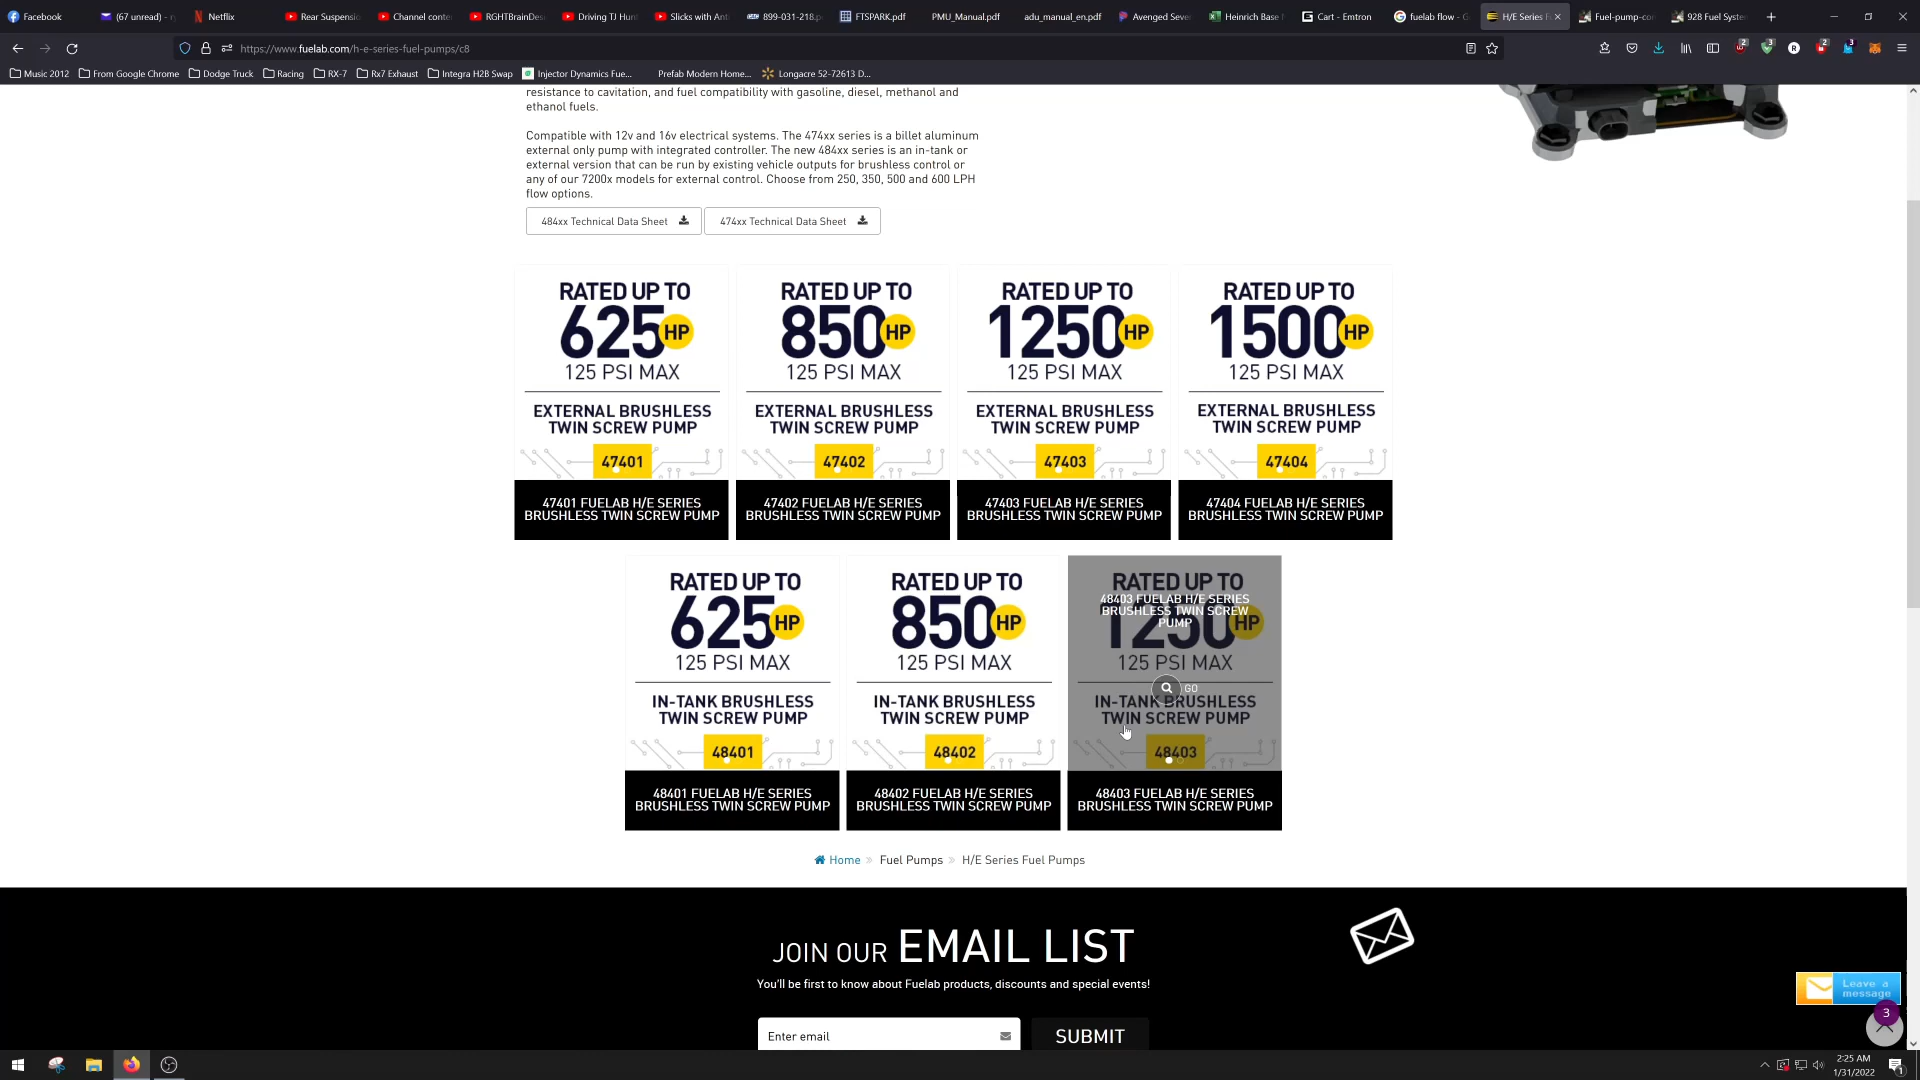 Facebook
(67 unread) - r
Netflix
Rear Suspensio
Channel conte
RGHTBrainDes
Driving TJ Hun
Slicks with Anti
899-031-218.p
FTSPARK.pdf
PMU_Manual.pdf
adu_manual_en.pdf
Avenged Seve
Heinrich Base
Cart - Emtron
fuelab flow - G
H/E Series Fu
Fuel-pump-co
928 Fuel Syste
https://www.fuelab.com/h-e-series-fuel-pumps/c8
Music 2012
From Google Chrome
Dodge Truck
Racing
RX-7
Rx7 Exhaust
Integra H2B Swap
Injector Dynamics Fue...
Prefab Modern Home...
Longacre 52-72613 D...
resistance to cavitation, and fuel compatibility with gasoline, diesel, methanol and
ethanol fuels.
Compatible with 12v and 16v electrical systems. The 474xx series is a billet aluminum
external only pump with integrated controller. The new 484xx series is an in-tank or
external version that can be run by existing vehicle outputs for brushless control or
any of our 7200x models for external control. Choose from 250, 350, 500 and 600 LPH
flow options.
484xx Technical Data Sheet
474xx Technical Data Sheet
RATED UP TO
625 HP
125 PSI MAX
EXTERNAL BRUSHLESS
TWIN SCREW PUMP
47401
47401 FUELAB H/E SERIES
BRUSHLESS TWIN SCREW PUMP
RATED UP TO
850 HP
125 PSI MAX
EXTERNAL BRUSHLESS
TWIN SCREW PUMP
47402
47402 FUELAB H/E SERIES
BRUSHLESS TWIN SCREW PUMP
RATED UP TO
1250 HP
125 PSI MAX
EXTERNAL BRUSHLESS
TWIN SCREW PUMP
47403
47403 FUELAB H/E SERIES
BRUSHLESS TWIN SCREW PUMP
RATED UP TO
1500 HP
125 PSI MAX
EXTERNAL BRUSHLESS
TWIN SCREW PUMP
47404
47404 FUELAB H/E SERIES
BRUSHLESS TWIN SCREW PUMP
RATED UP TO
625 HP
125 PSI MAX
IN-TANK BRUSHLESS
TWIN SCREW PUMP
48401
48401 FUELAB H/E SERIES
BRUSHLESS TWIN SCREW PUMP
RATED UP TO
850 HP
125 PSI MAX
IN-TANK BRUSHLESS
TWIN SCREW PUMP
48402
48402 FUELAB H/E SERIES
BRUSHLESS TWIN SCREW PUMP
RATED UP TO
48403 FUELAB H/E SERIES
BRUSHLESS TWIN SCREW
PUMP
1250 HP
125 PSI MAX
GO
IN-TANK BRUSHLESS
TWIN SCREW PUMP
48403
48403 FUELAB H/E SERIES
BRUSHLESS TWIN SCREW PUMP
Home » Fuel Pumps » H/E Series Fuel Pumps
JOIN OUR EMAIL LIST
You'll be first to know about Fuelab products, discounts and special events!
Enter email
SUBMIT
Leave a
message
3
2:25 AM
1/31/2022